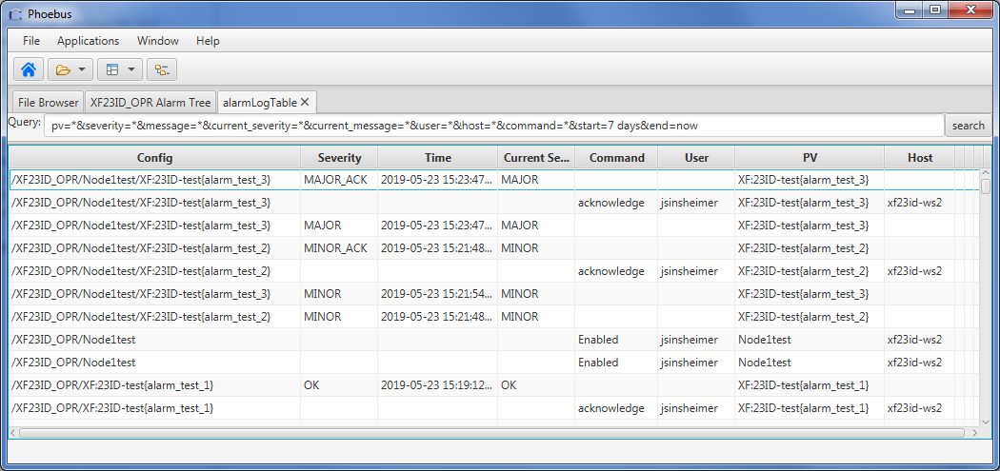 Phoebus
File Applications Window Help
File Browser XF23ID_OPR Alarm Tree alarmLogTable
Query: pv=*&severity=*&message=*&current_severity=*&current_message=*&user=*&host=*&command=*&start=7 days&end=now search
Config Severity Time Current Se... Command User PV Host
/XF23ID_OPR/Node1test/XF:23ID-test{alarm_test_3} MAJOR_ACK 2019-05-23 15:23:47... MAJOR XF:23ID-test{alarm_test_3}
/XF23ID_OPR/Node1test/XF:23ID-test{alarm_test_3} acknowledge jsinsheimer XF:23ID-test{alarm_test_3} xf23id-ws2
/XF23ID_OPR/Node1test/XF:23ID-test{alarm_test_3} MAJOR 2019-05-23 15:23:47... MAJOR XF:23ID-test{alarm_test_3}
/XF23ID_OPR/Node1test/XF:23ID-test{alarm_test_2} MINOR_ACK 2019-05-23 15:21:48... MINOR XF:23ID-test{alarm_test_2}
/XF23ID_OPR/Node1test/XF:23ID-test{alarm_test_2} acknowledge jsinsheimer XF:23ID-test{alarm_test_2} xf23id-ws2
/XF23ID_OPR/Node1test/XF:23ID-test{alarm_test_3} MINOR 2019-05-23 15:21:54... MINOR XF:23ID-test{alarm_test_3}
/XF23ID_OPR/Node1test/XF:23ID-test{alarm_test_2} MINOR 2019-05-23 15:21:48... MINOR XF:23ID-test{alarm_test_2}
/XF23ID_OPR/Node1test Enabled jsinsheimer Node1test xf23id-ws2
/XF23ID_OPR/Node1test Enabled jsinsheimer Node1test xf23id-ws2
/XF23ID_OPR/XF:23ID-test{alarm_test_1} OK 2019-05-23 15:19:12... OK XF:23ID-test{alarm_test_1}
/XF23ID_OPR/XF:23ID-test{alarm_test_1} acknowledge jsinsheimer XF:23ID-test{alarm_test_1} xf23id-ws2